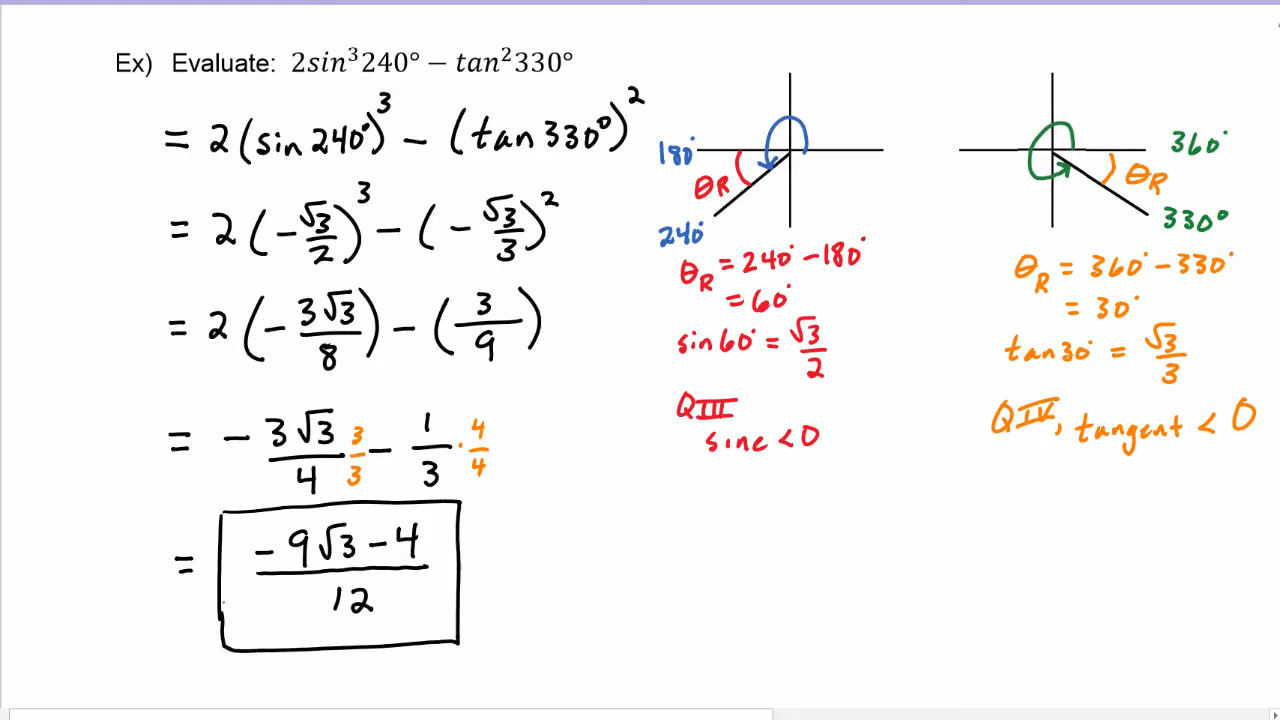 Ex) Evaluate: 2sin³240° − tan²330°
= 2(sin 240°)³ − (tan 330°)²
= 2(−√3/2)³ − (−√3/3)²
= 2(−3√3/8) − (3/9)
= −3√3/4 3/3 − 1/3 · 4/4
= −9√3 − 4/12
180°
θR
240°
θR = 240° − 180°
= 60°
sin 60° = √3/2
QIII
sine < 0
360°
θR
330°
θR = 360° − 330°
= 30°
tan 30° = √3/3
QIV, tangent < 0